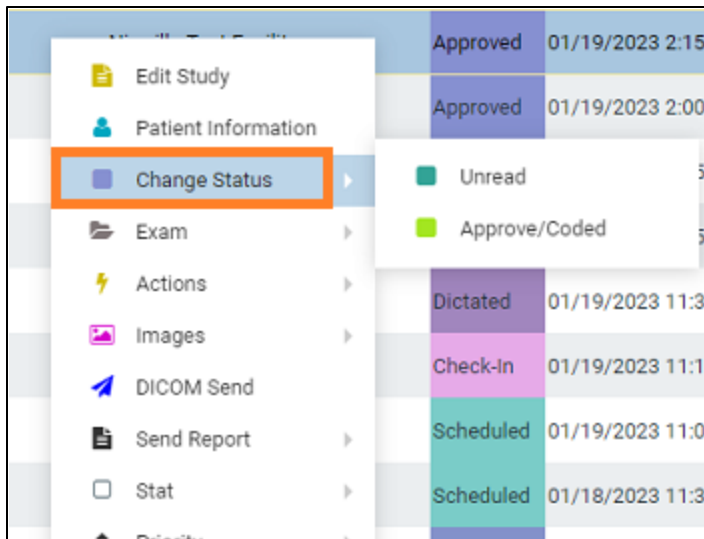 Approved 01/19/2023 2:15
Edit Study
Approved 01/19/2023 2:00
Patient Information
Change Status
Unread
Approve/Coded
Exam
Actions
Dictated 01/19/2023 11:3
Images
Check-In 01/19/2023 11:1
DICOM Send
Scheduled 01/19/2023 11:0
Send Report
Stat
Scheduled 01/18/2023 11:3